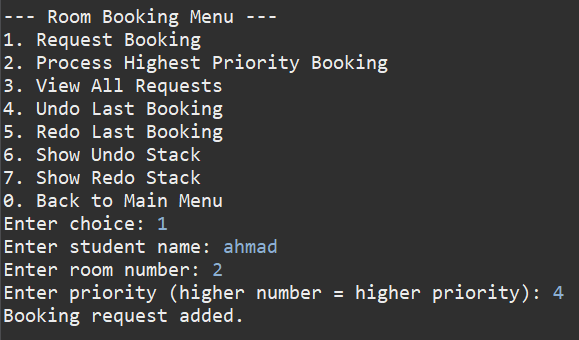 --- Room Booking Menu ---
1. Request Booking
2. Process Highest Priority Booking
3. View All Requests
4. Undo Last Booking
5. Redo Last Booking
6. Show Undo Stack
7. Show Redo Stack
0. Back to Main Menu
Enter choice: 1
Enter student name: ahmad
Enter room number: 2
Enter priority (higher number = higher priority): 4
Booking request added.